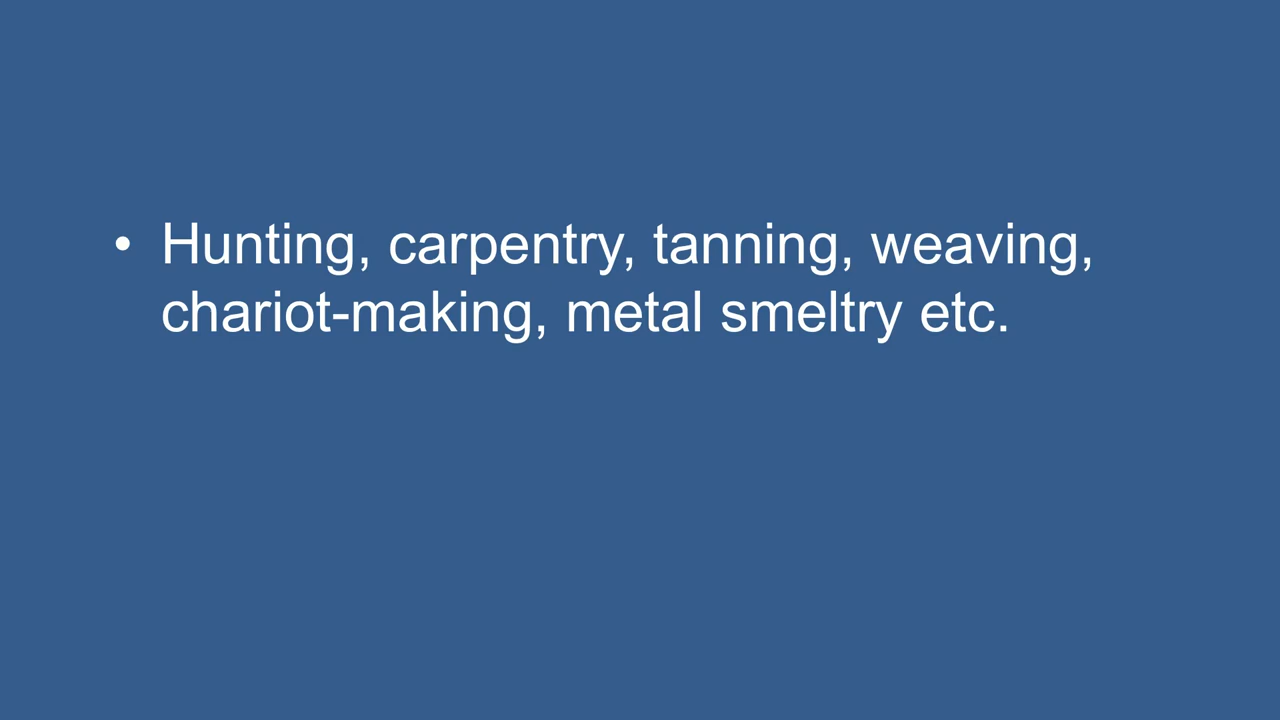 • Hunting, carpentry, tanning, weaving,
chariot-making, metal smeltry etc.